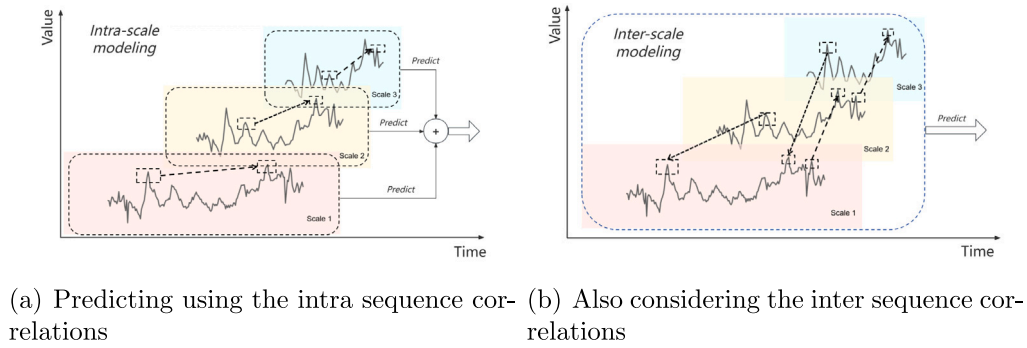 Value
Intra-scale
modeling
Scale 3
Scale 2
Scale 1
Predict
Predict
Predict
+
Time
Value
Inter-scale
modeling
Scale 3
Scale 2
Scale 1
Predict
Time
(a) Predicting using the intra sequence cor-
relations
(b) Also considering the inter sequence cor-
relations